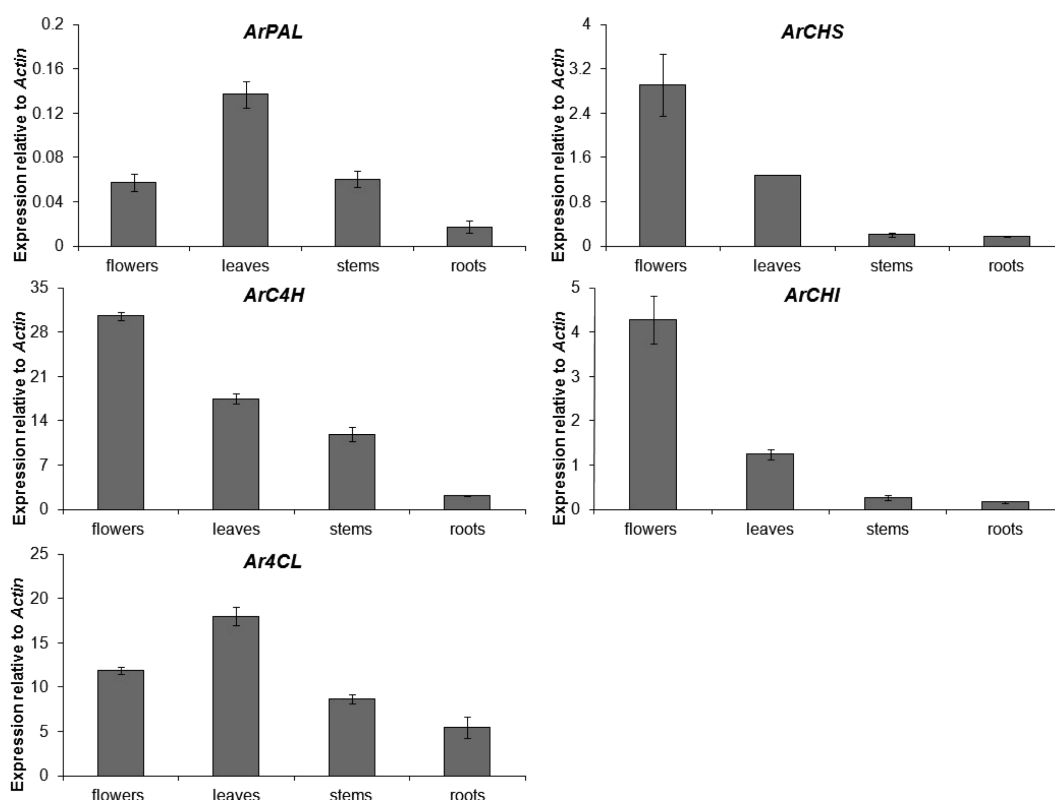 ArPAL
Expression relative to Actin
0.2
0.16
0.12
0.08
0.04
0
flowers leaves stems roots
ArCHS
Expression relative to Actin
4
3.2
2.4
1.6
0.8
0
flowers leaves stems roots
ArC4H
Expression relative to Actin
35
28
21
14
7
0
flowers leaves stems roots
ArCHI
Expression relative to Actin
5
4
3
2
1
0
flowers leaves stems roots
Ar4CL
Expression relative to Actin
25
20
15
10
5
0
flowers leaves stems roots